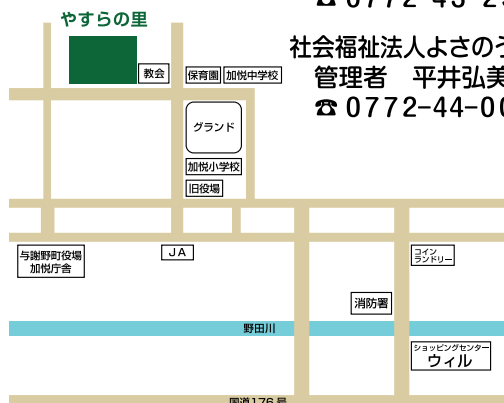 ☎0772-43-2
社会福祉法人よさのう
管理者　平井弘美
☎0772-44-00
やすらの里
教会
保育園
加悦中学校
グランド
加悦小学校
旧役場
与謝野町役場
加悦庁舎
JA
コイン
ランドリー
消防署
野田川
ショッピングセンター
ウィル
国道176号